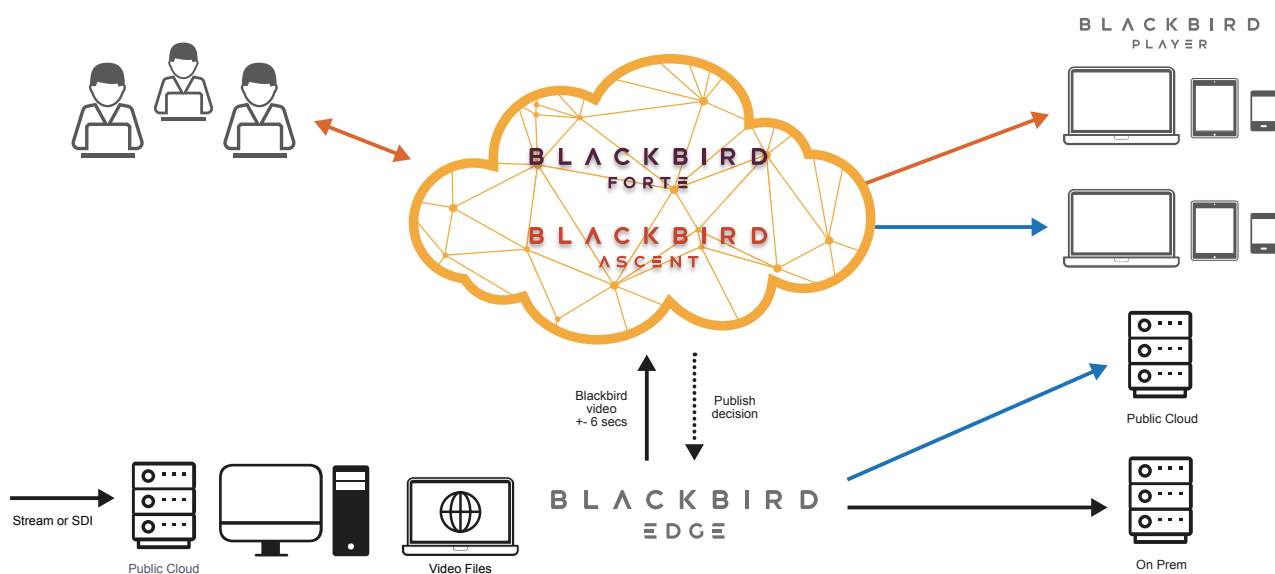 BLACKBIRD
PLAYER
BLACKBIRD
FORTE
BLACKBIRD
ASCENT
Blackbird
video
+- 6 secs
Publish
decision
Public Cloud
Stream or SDI
BLACKBIRD
EDGE
Public Cloud
Video Files
On Prem